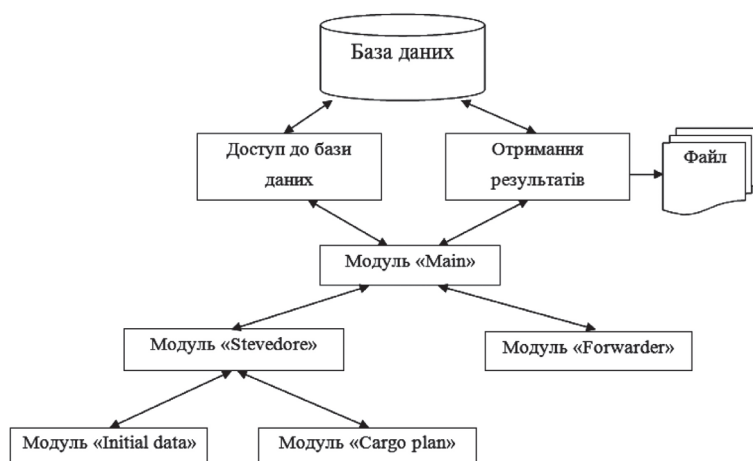 База даних
Доступ до бази
даних
Отримання
результатів
Файл
Модуль «Main»
Модуль «Stevedore»
Модуль «Forwarder»
Модуль «Initial data»
Модуль «Cargo plan»